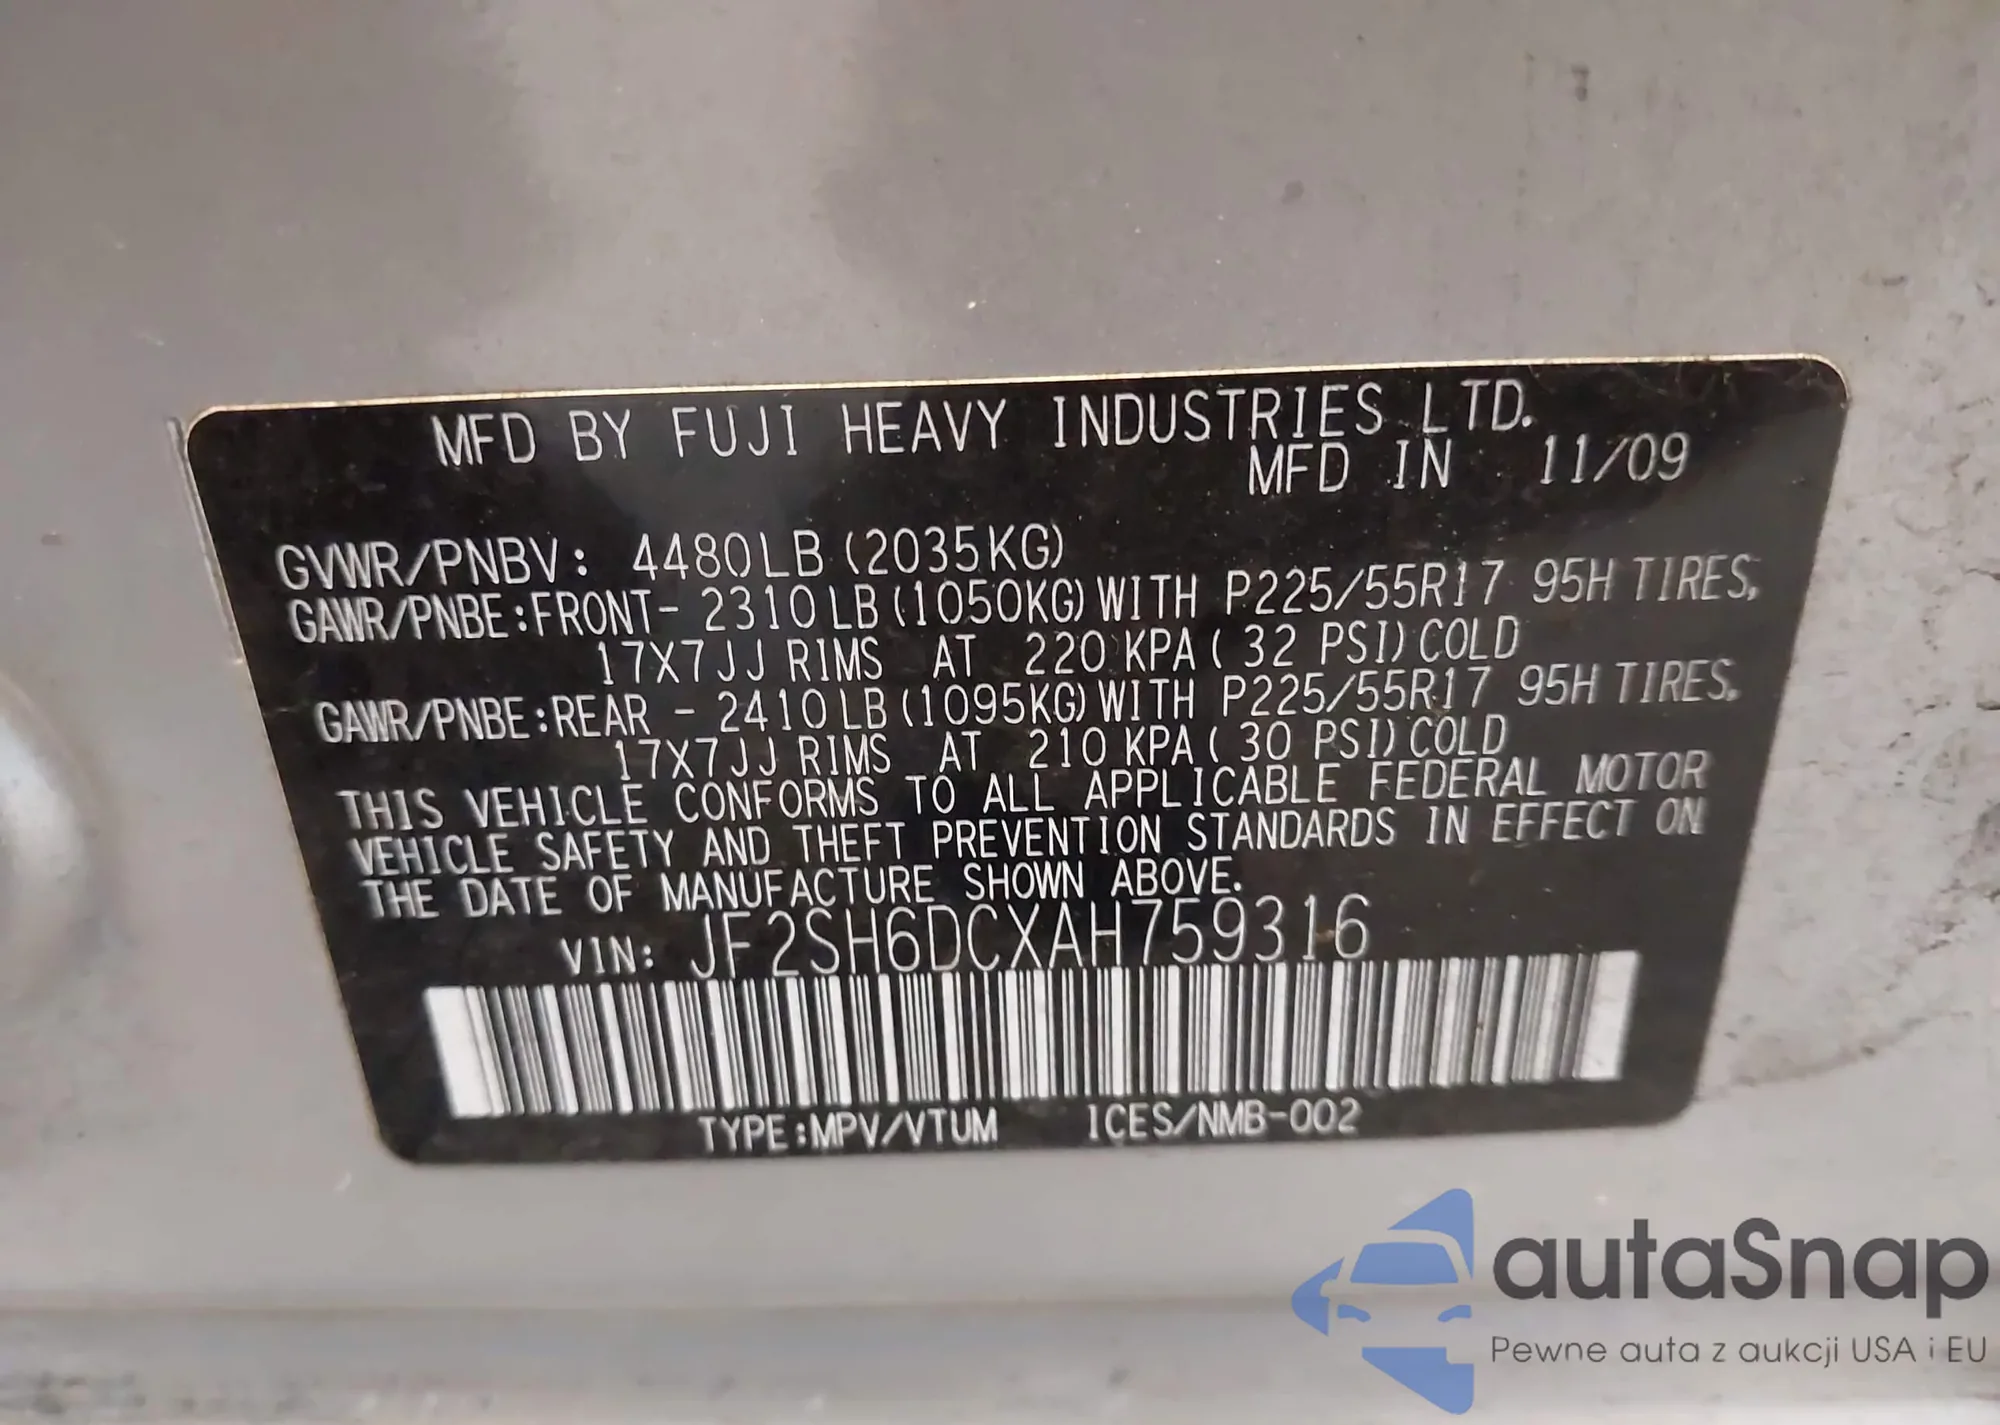 MFD BY FUJI HEAVY INDUSTRIES LTD.
MFD IN 11/09
GVWR/PNBV: 4480LB (2035KG)
GAWR/PNBE:FRONT- 2310LB (1050KG) WITH P225/55R17 95H TIRES,
17X7JJ RIMS AT 220 KPA ( 32 PSI) COLD
GAWR/PNBE:REAR - 2410LB (1095KG) WITH P225/55R17 95H TIRES,
17X7JJ RIMS AT 210 KPA ( 30 PSI) COLD
THIS VEHICLE CONFORMS TO ALL APPLICABLE FEDERAL MOTOR
VEHICLE SAFETY AND THEFT PREVENTION STANDARDS IN EFFECT ON
THE DATE OF MANUFACTURE SHOWN ABOVE.
VIN: JF2SH6DCXAH759316
TYPE:MPV/VTUM ICES/NMB-002
autaSnap
Pewne auta z aukcji USA i EU